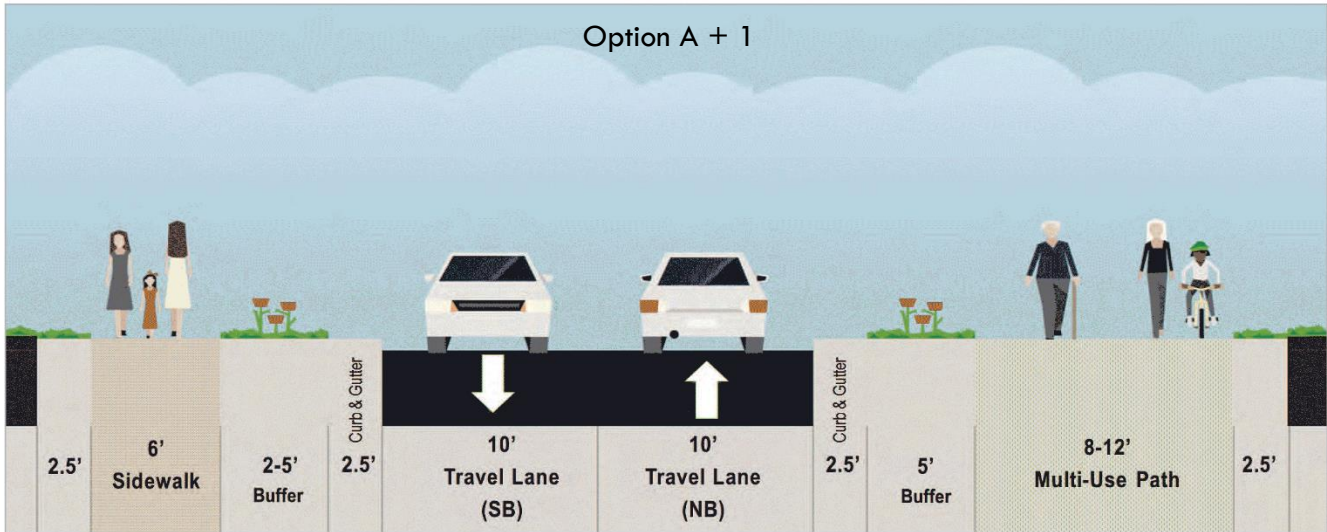 Option A + 1
2.5’
6’
Sidewalk
2-5’
Buffer
Curb & Gutter
2.5’
10’
Travel Lane
(SB)
10’
Travel Lane
(NB)
Curb & Gutter
2.5’
5’
Buffer
8-12’
Multi-Use Path
2.5’